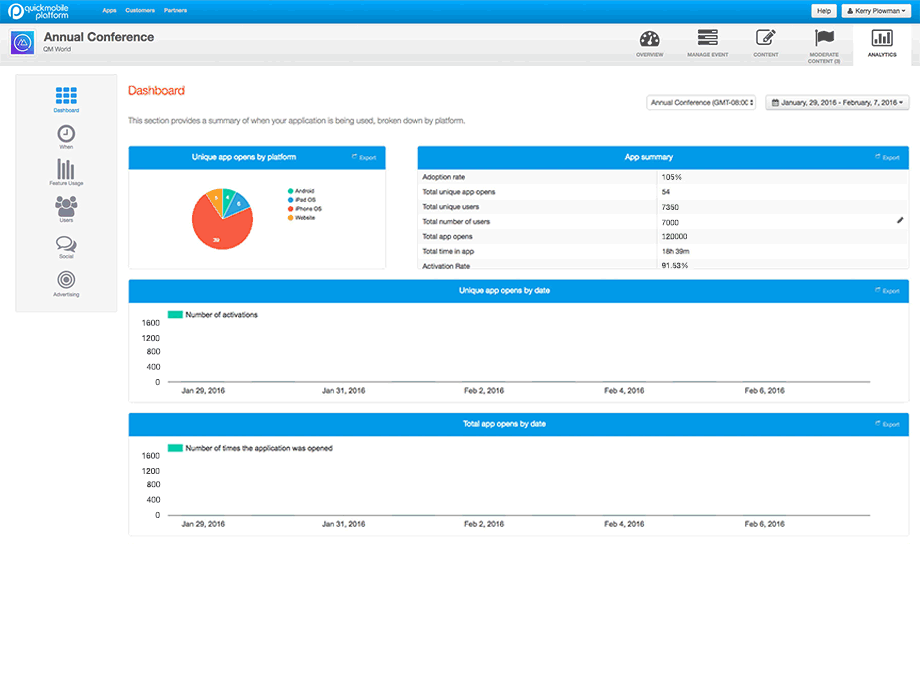 quickmobile platform Apps Customers Partners Help Kerry Plowman
Annual Conference
QM World
OVERVIEW MANAGE EVENT CONTENT MODERATE CONTENT (3) ANALYTICS
Dashboard
When
Feature Usage
Users
Social
Advertising
Dashboard
Annual Conference (GMT-08:00 January, 29, 2016 - February, 7, 2016
This section provides a summary of when your application is being used, broken down by platform.
Unique app opens by platform Export
Android
iPad OS
iPhone OS
Website
App summary Export
Adoption rate 105%
Total unique app opens 54
Total unique users 7350
Total number of users 7000
Total app opens 120000
Total time in app 18h 39m
Activation Rate 91.53%
Unique app opens by date Export
Number of activations
1600
1200
800
400
0
Jan 29, 2016 Jan 31, 2016 Feb 2, 2016 Feb 4, 2016 Feb 6, 2016
Total app opens by date Export
Number of times the application was opened
1600
1200
800
400
0
Jan 29, 2016 Jan 31, 2016 Feb 2, 2016 Feb 4, 2016 Feb 6, 2016